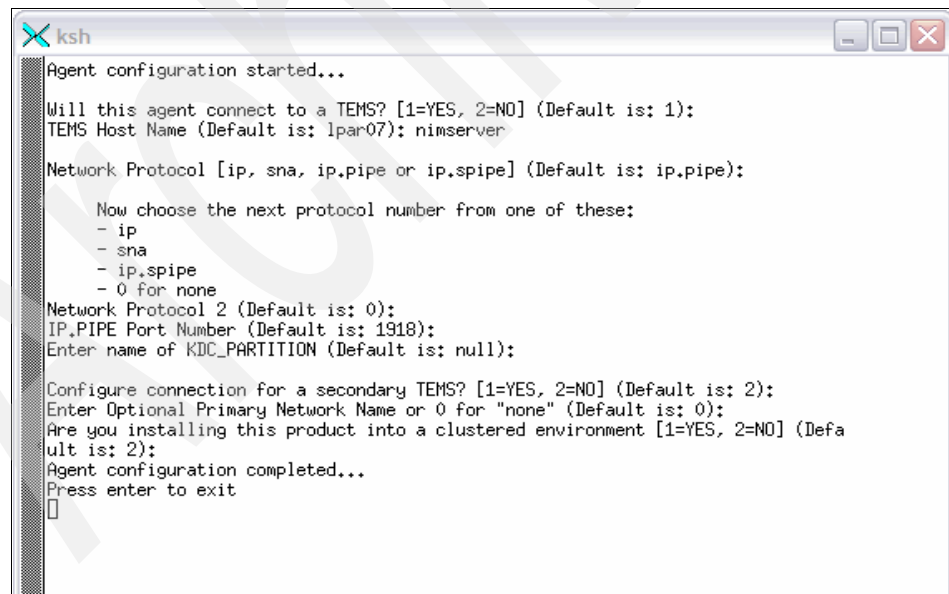 ksh
Agent configuration started...
Will this agent connect to a TEMS? [1=YES, 2=NO] (Default is: 1):
TEMS Host Name (Default is: lpar07): nimserver
Network Protocol [ip, sna, ip.pipe or ip.spipe] (Default is: ip.pipe):
Now choose the next protocol number from one of these:
- ip
- sna
- ip.spipe
- 0 for none
Network Protocol 2 (Default is: 0):
IP.PIPE Port Number (Default is: 1918):
Enter name of KDC_PARTITION (Default is: null):
Configure connection for a secondary TEMS? [1=YES, 2=NO] (Default is: 2):
Enter Optional Primary Network Name or 0 for "none" (Default is: 0):
Are you installing this product into a clustered environment [1=YES, 2=NO] (Defa
ult is: 2):
Agent configuration completed...
Press enter to exit